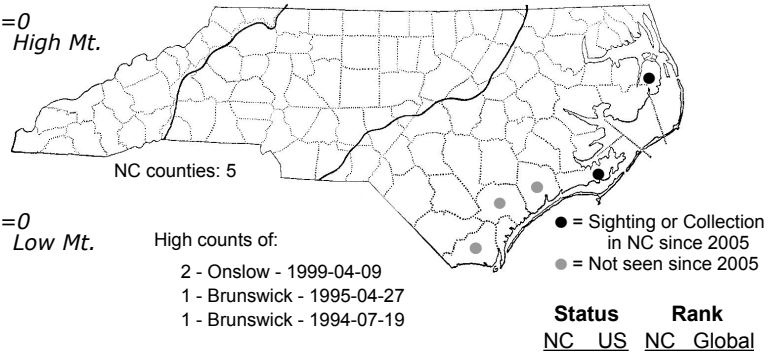 =0
High Mt.
NC counties: 5
=0
Low Mt.
High counts of:
2 - Onslow - 1999-04-09
1 - Brunswick - 1995-04-27
1 - Brunswick - 1994-07-19
= Sighting or Collection
in NC since 2005
= Not seen since 2005
Status Rank
NC US NC Global